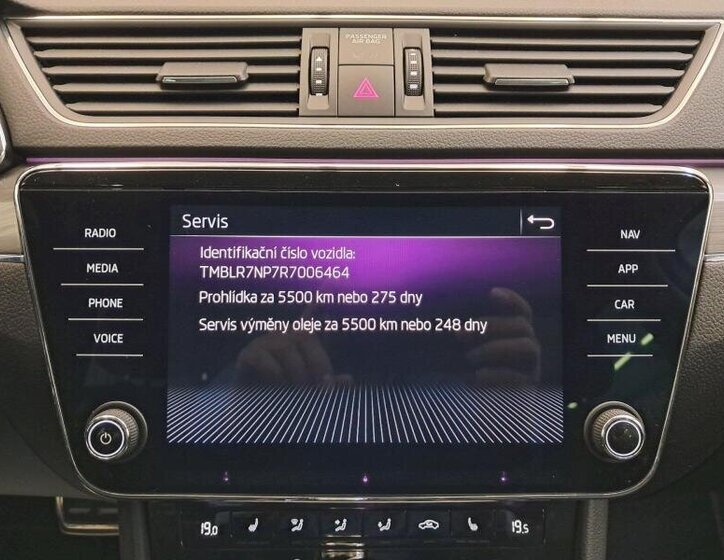 PASSENGER
AIR BAG
Servis
Identifikační číslo vozidla:
TMBLR7NP7R7006464
Prohlídka za 5500 km nebo 275 dny
Servis výměny oleje za 5500 km nebo 248 dny
RADIO
MEDIA
PHONE
VOICE
NAV
APP
CAR
MENU
19.0
19.5